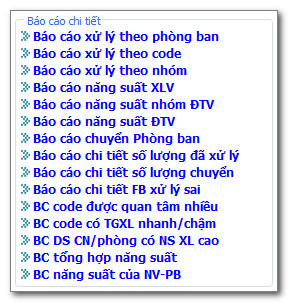 Báo cáo chi tiết
Báo cáo xử lý theo phòng ban
Báo cáo xử lý theo code
Báo cáo xử lý theo nhóm
Báo cáo năng suất XLV
Báo cáo năng suất nhóm ĐTV
Báo cáo năng suất ĐTV
Báo cáo chuyển Phòng ban
Báo cáo chi tiết số lượng đã xử lý
Báo cáo chi tiết số lượng chuyển
Báo cáo chi tiết FB xử lý sai
BC code được quan tâm nhiều
BC code có TGXL nhanh/chậm
BC DS CN/phòng có NS XL cao
BC tổng hợp năng suất
BC năng suất của NV-PB